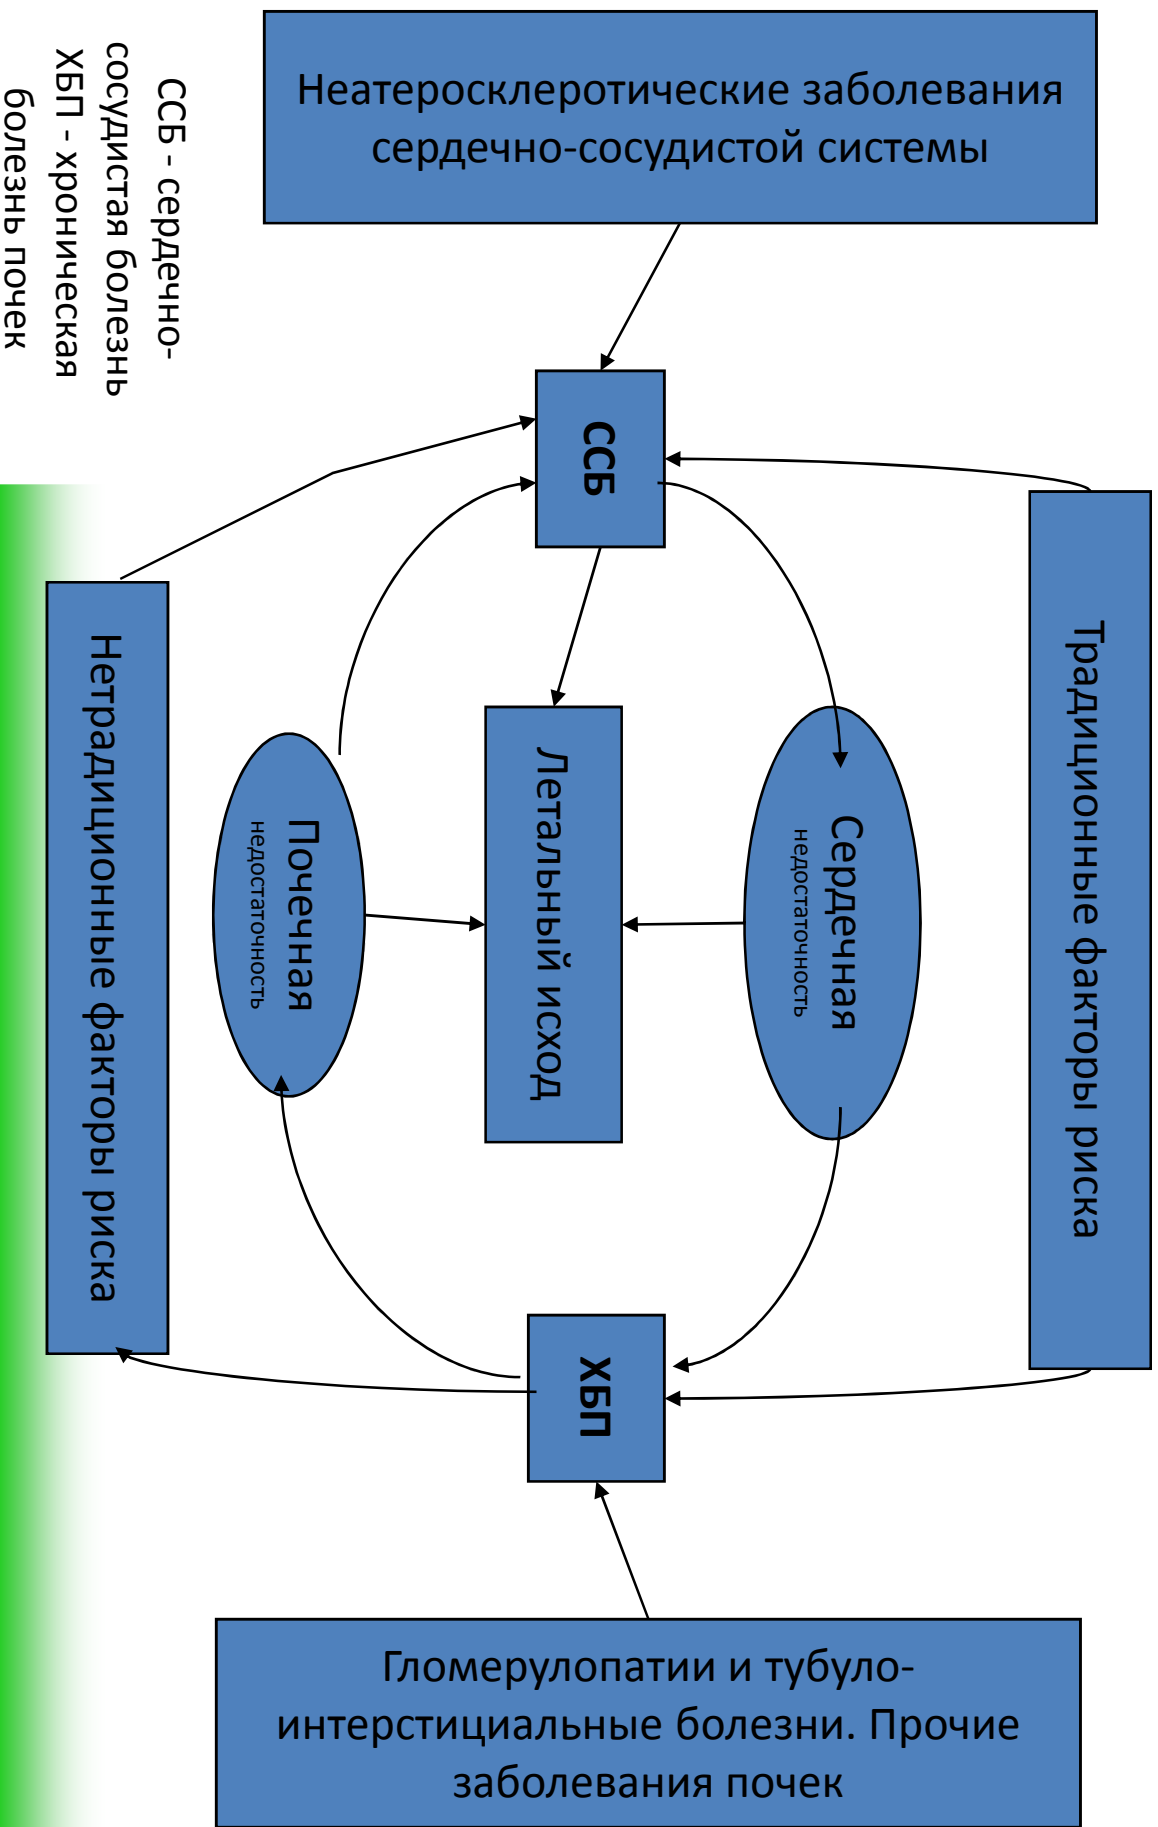 Неатеросклеротические заболевания
сердечно-сосудистой системы
Традиционные факторы риска
ССБ
Сердечная
недостаточность
Летальный исход
Почечная
недостаточность
ХБП
Нетрадиционные факторы риска
Гломерулопатии и тубуло-
интерстициальные болезни. Прочие
заболевания почек
ССБ - сердечно-
сосудистая болезнь
ХБП - хроническая
болезнь почек